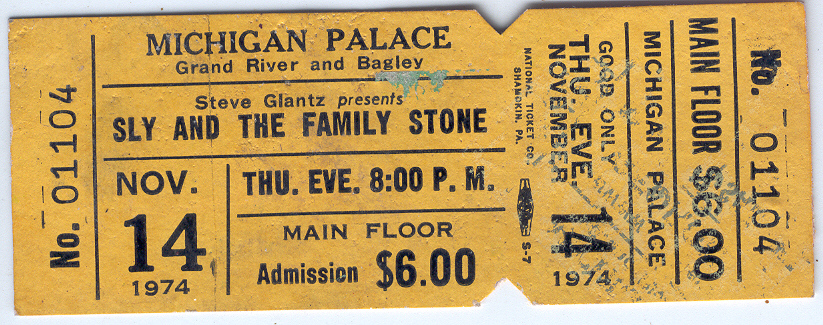 No. 01104
MICHIGAN PALACE
Grand River and Bagley
Steve Glantz presents
SLY AND THE FAMILY STONE
NOV.
14
1974
THU. EVE. 8:00 P. M.
MAIN FLOOR
Admission $6.00
NATIONAL TICKET CO.
SHAMOKIN, PA.
S-7
GOOD ONLY
THU. EVE
NOVEMBER 14
1974
MICHIGAN PALACE
MAIN FLOOR $6.00
No. 01104